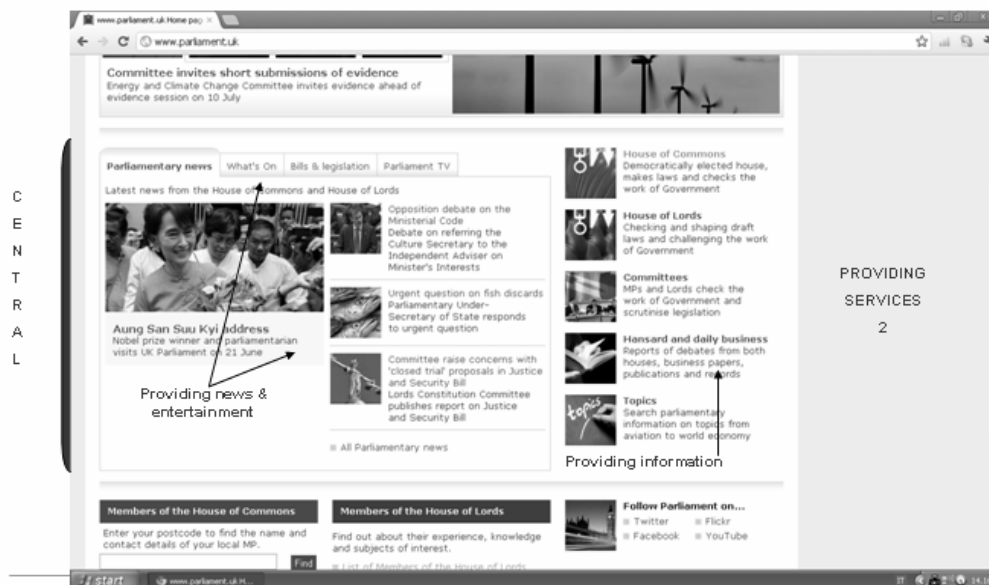 www.parliament.uk Home pag
www.parliament.uk
Committee invites short submissions of evidence
Energy and Climate Change Committee invites evidence ahead of
evidence session on 10 July
CENTRAL
Parliamentary news
What's On
Bills & legislation
Parliament TV
Latest news from the House of Commons and House of Lords
Aung San Suu Kyi address
Nobel prize winner and parliamentarian
visits UK Parliament on 21 June
Opposition debate on the
Ministerial Code
Debate on referring the
Culture Secretary to the
Independent Adviser on
Minister's Interests
Urgent question on fish discards
Parliamentary Under-
Secretary of State responds
to urgent question
Committee raise concerns with
'closed trial' proposals in Justice
and Security Bill
Lords Constitution Committee
publishes report on Justice
and Security Bill
All Parliamentary news
Providing news &
entertainment
House of Commons
Democratically elected house,
makes laws and checks the
work of Government
House of Lords
Checking and shaping draft
laws and challenging the work
of Government
Committees
MPs and Lords check the
work of Government and
scrutinise legislation
Hansard and daily business
Reports of debates from both
houses, business papers,
publications and records
topics
Topics
Search parliamentary
information on topics from
aviation to world economy
Providing information
PROVIDING
SERVICES
2
Members of the House of Commons
Enter your postcode to find the name and
contact details of your local MP.
Find
Members of the House of Lords
Find out about their experience, knowledge
and subjects of interest.
List of Members of the House of Lords
Follow Parliament on...
Twitter
Flickr
Facebook
YouTube
start
www.parliament.uk H...
IT